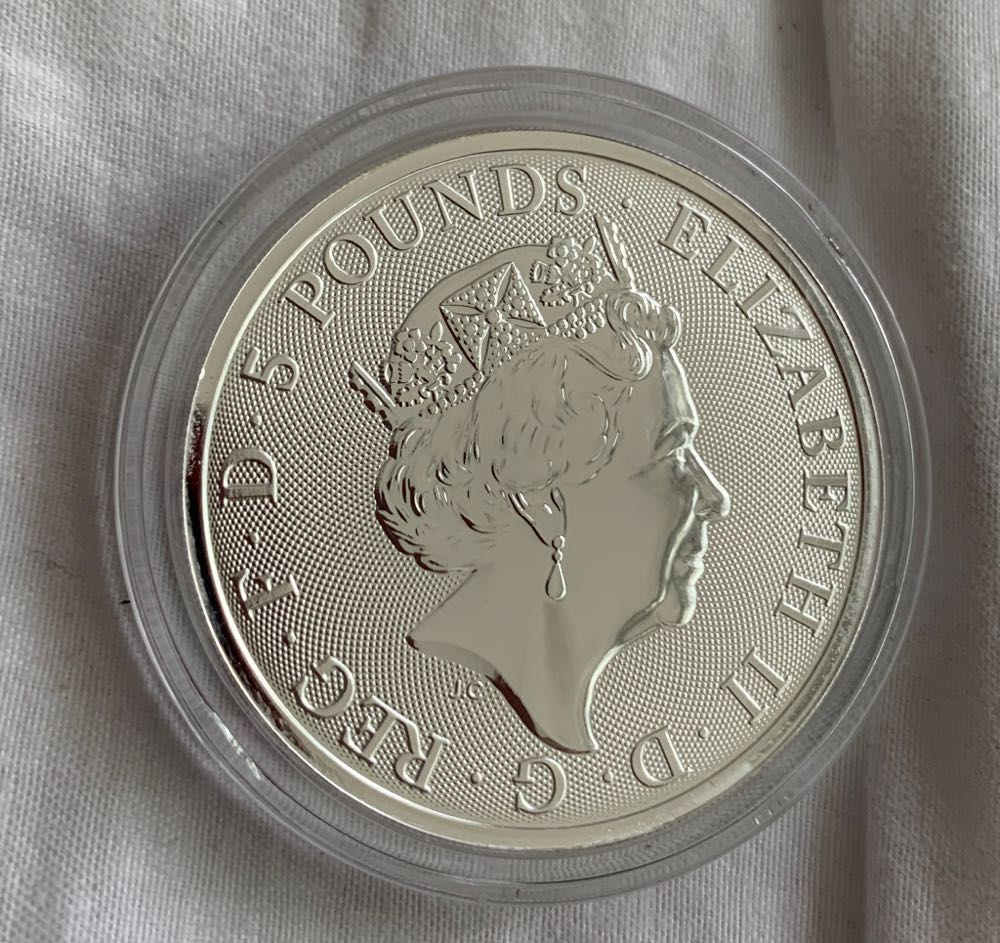 ELIZABETH II · D · G · REG · F · D · 5 POUNDS ·
JC